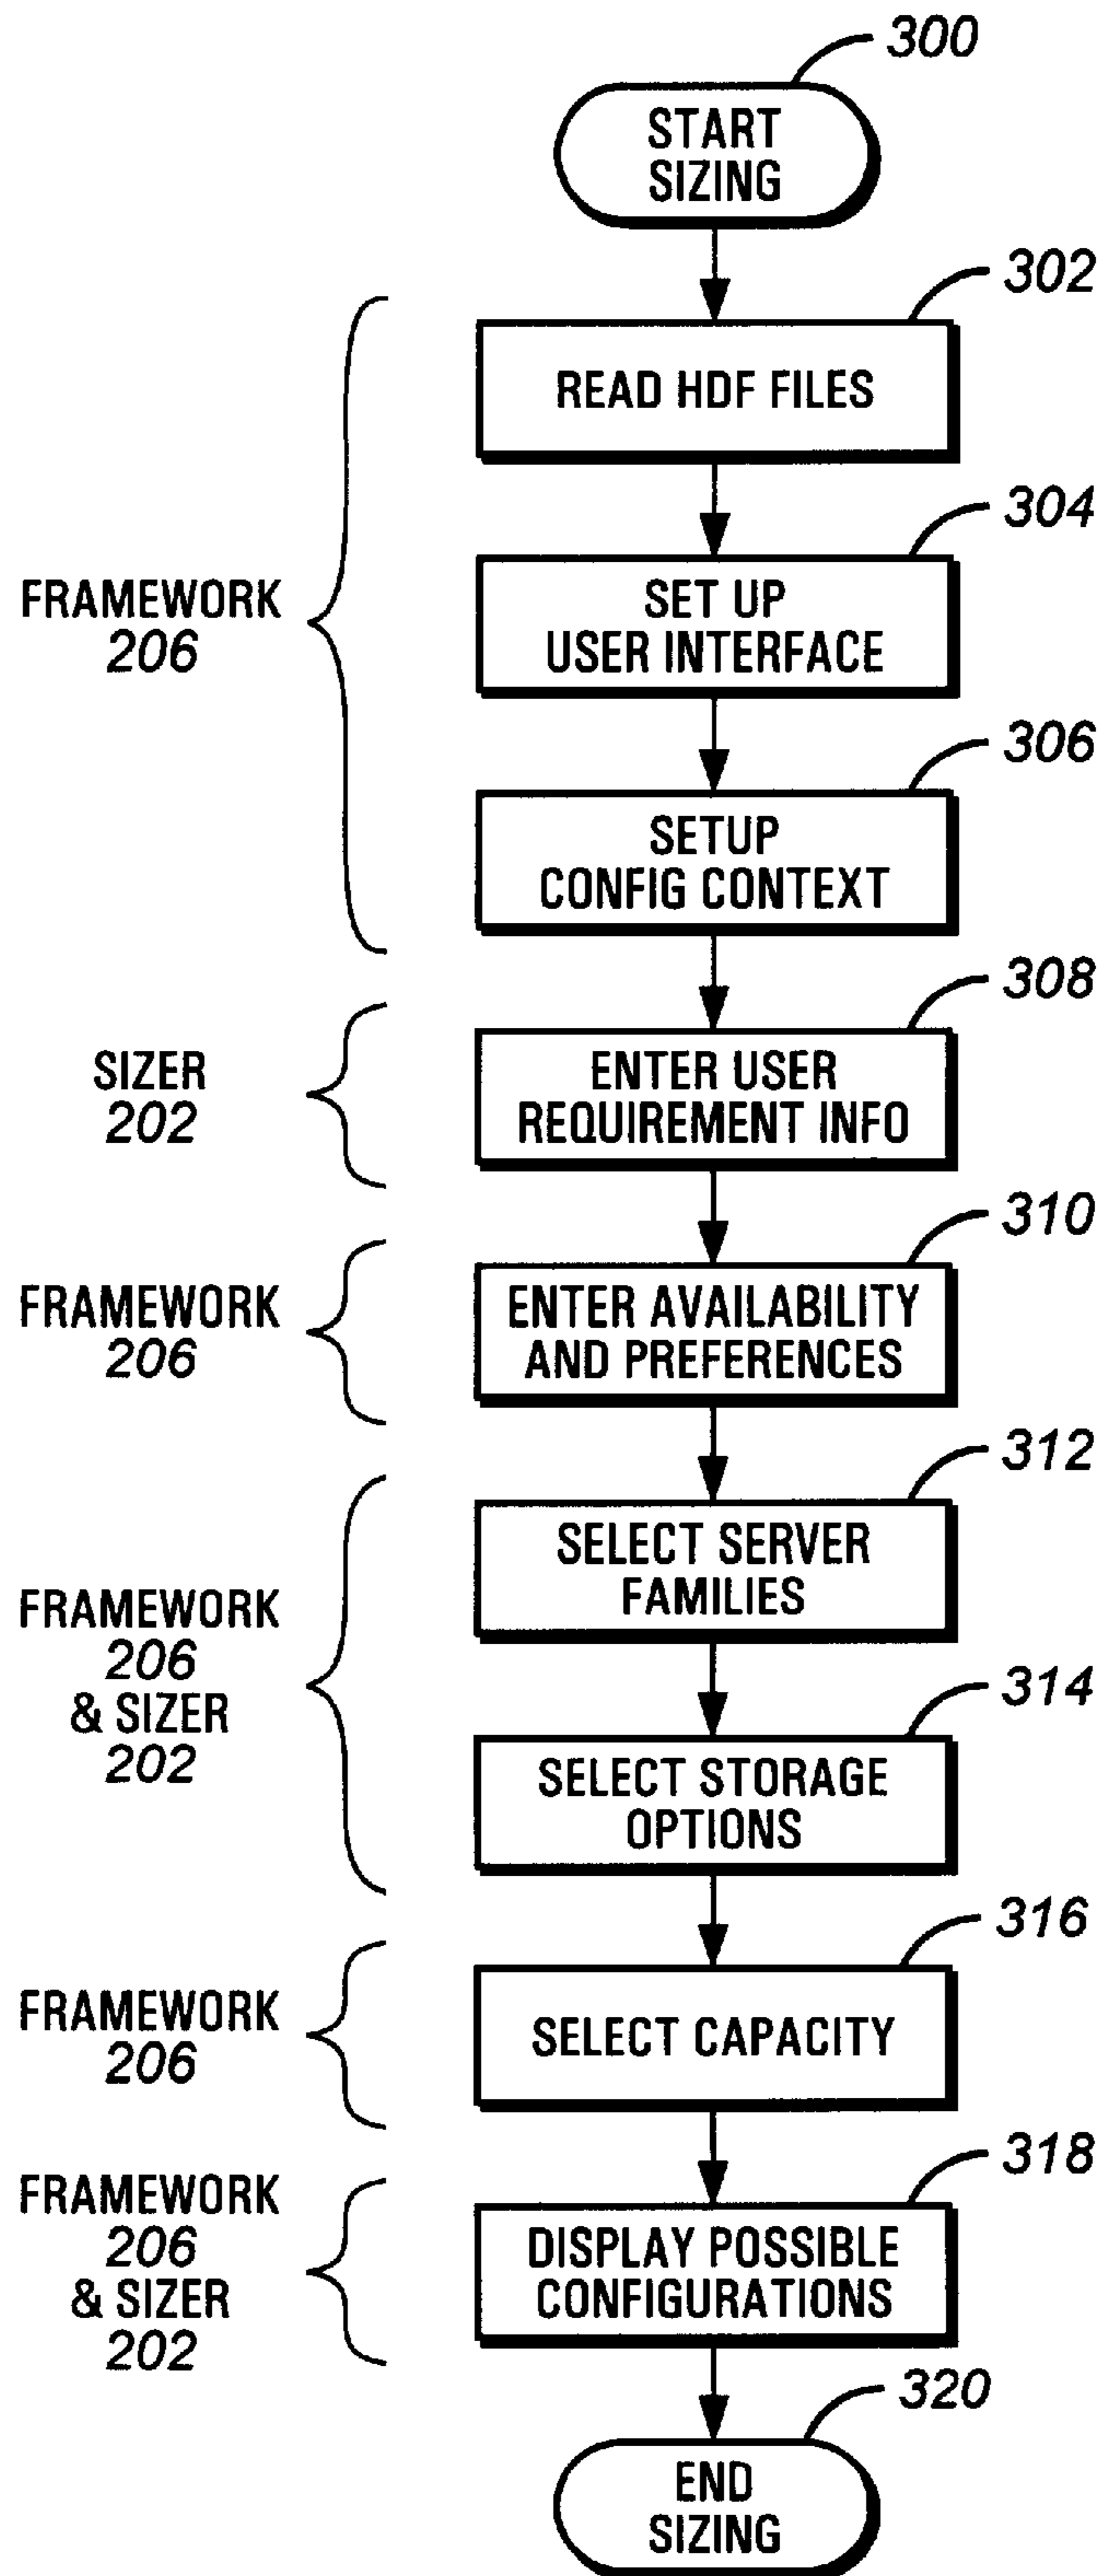 300
START
SIZING
302
READ HDF FILES
304
SET UP
USER INTERFACE
FRAMEWORK
206
306
SETUP
CONFIG CONTEXT
308
SIZER
202
ENTER USER
REQUIREMENT INFO
310
FRAMEWORK
206
ENTER AVAILABILITY
AND PREFERENCES
312
SELECT SERVER
FAMILIES
FRAMEWORK
206
& SIZER
202
314
SELECT STORAGE
OPTIONS
316
FRAMEWORK
206
SELECT CAPACITY
318
FRAMEWORK
206
& SIZER
202
DISPLAY POSSIBLE
CONFIGURATIONS
320
END
SIZING